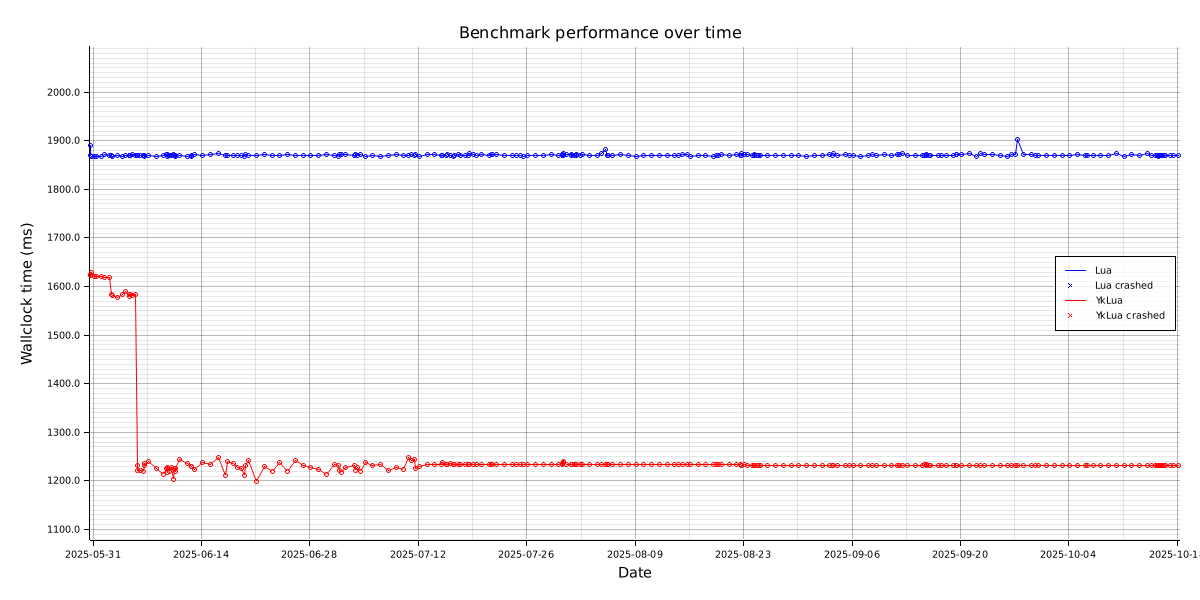 Benchmark performance over time
2000.0
1900.0
1800.0
1700.0
1600.0
1500.0
1400.0
1300.0
1200.0
1100.0
Wallclock time (ms)
Lua
Lua crashed
YkLua
YkLua crashed
2025-05-31 2025-06-14 2025-06-28 2025-07-12 2025-07-26 2025-08-09 2025-08-23 2025-09-06 2025-09-20 2025-10-04 2025-10-1
Date